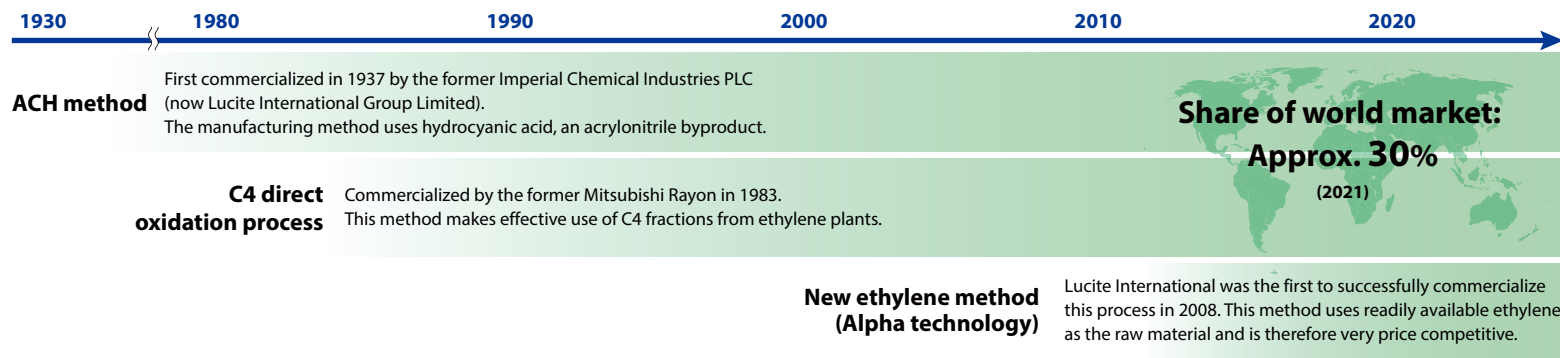 1930 1980 1990 2000 2010 2020
ACH method
First commercialized in 1937 by the former Imperial Chemical Industries PLC
(now Lucite International Group Limited).
The manufacturing method uses hydrocyanic acid, an acrylonitrile byproduct.
Share of world market:
Approx. 30%
(2021)
C4 direct
oxidation process
Commercialized by the former Mitsubishi Rayon in 1983.
This method makes effective use of C4 fractions from ethylene plants.
New ethylene method
(Alpha technology)
Lucite International was the first to successfully commercialize
this process in 2008. This method uses readily available ethylene
as the raw material and is therefore very price competitive.